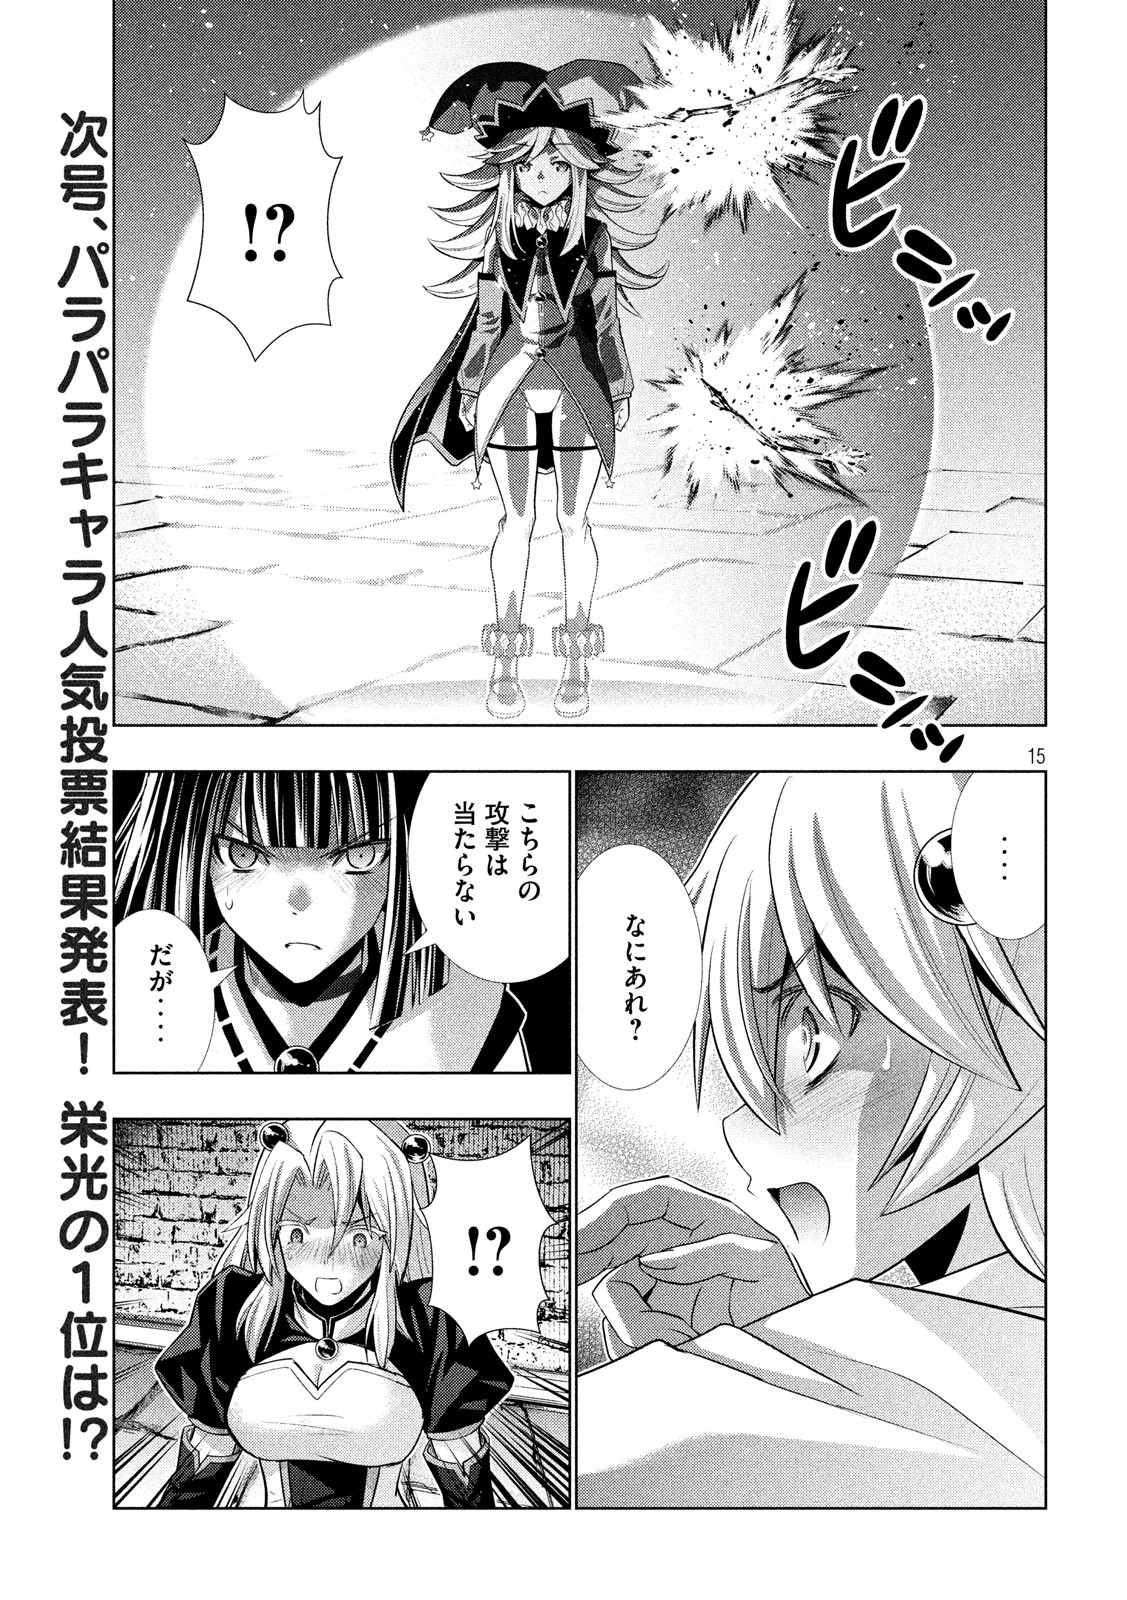 次号、パラパラキャラ人気投票結果発表！　栄光の1位は!?
!?
ビシッ
ビシッ
15
‥‥
なにあれ?
こちらの
攻撃は
当たらない
だが‥‥
!?